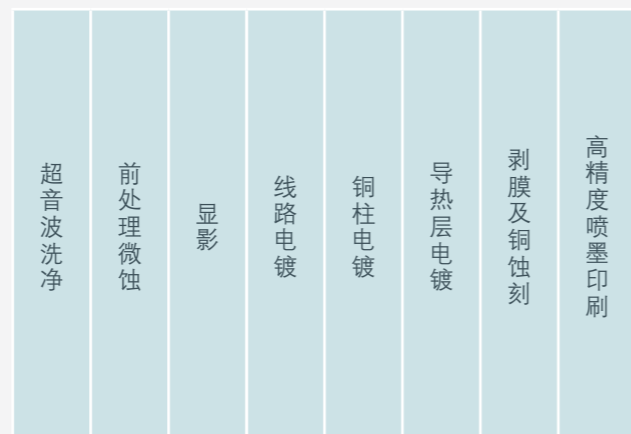 超音波洗净
前处理微蚀
显影
线路电镀
铜柱电镀
导热层电镀
剥膜及铜蚀刻
高精度喷墨印刷